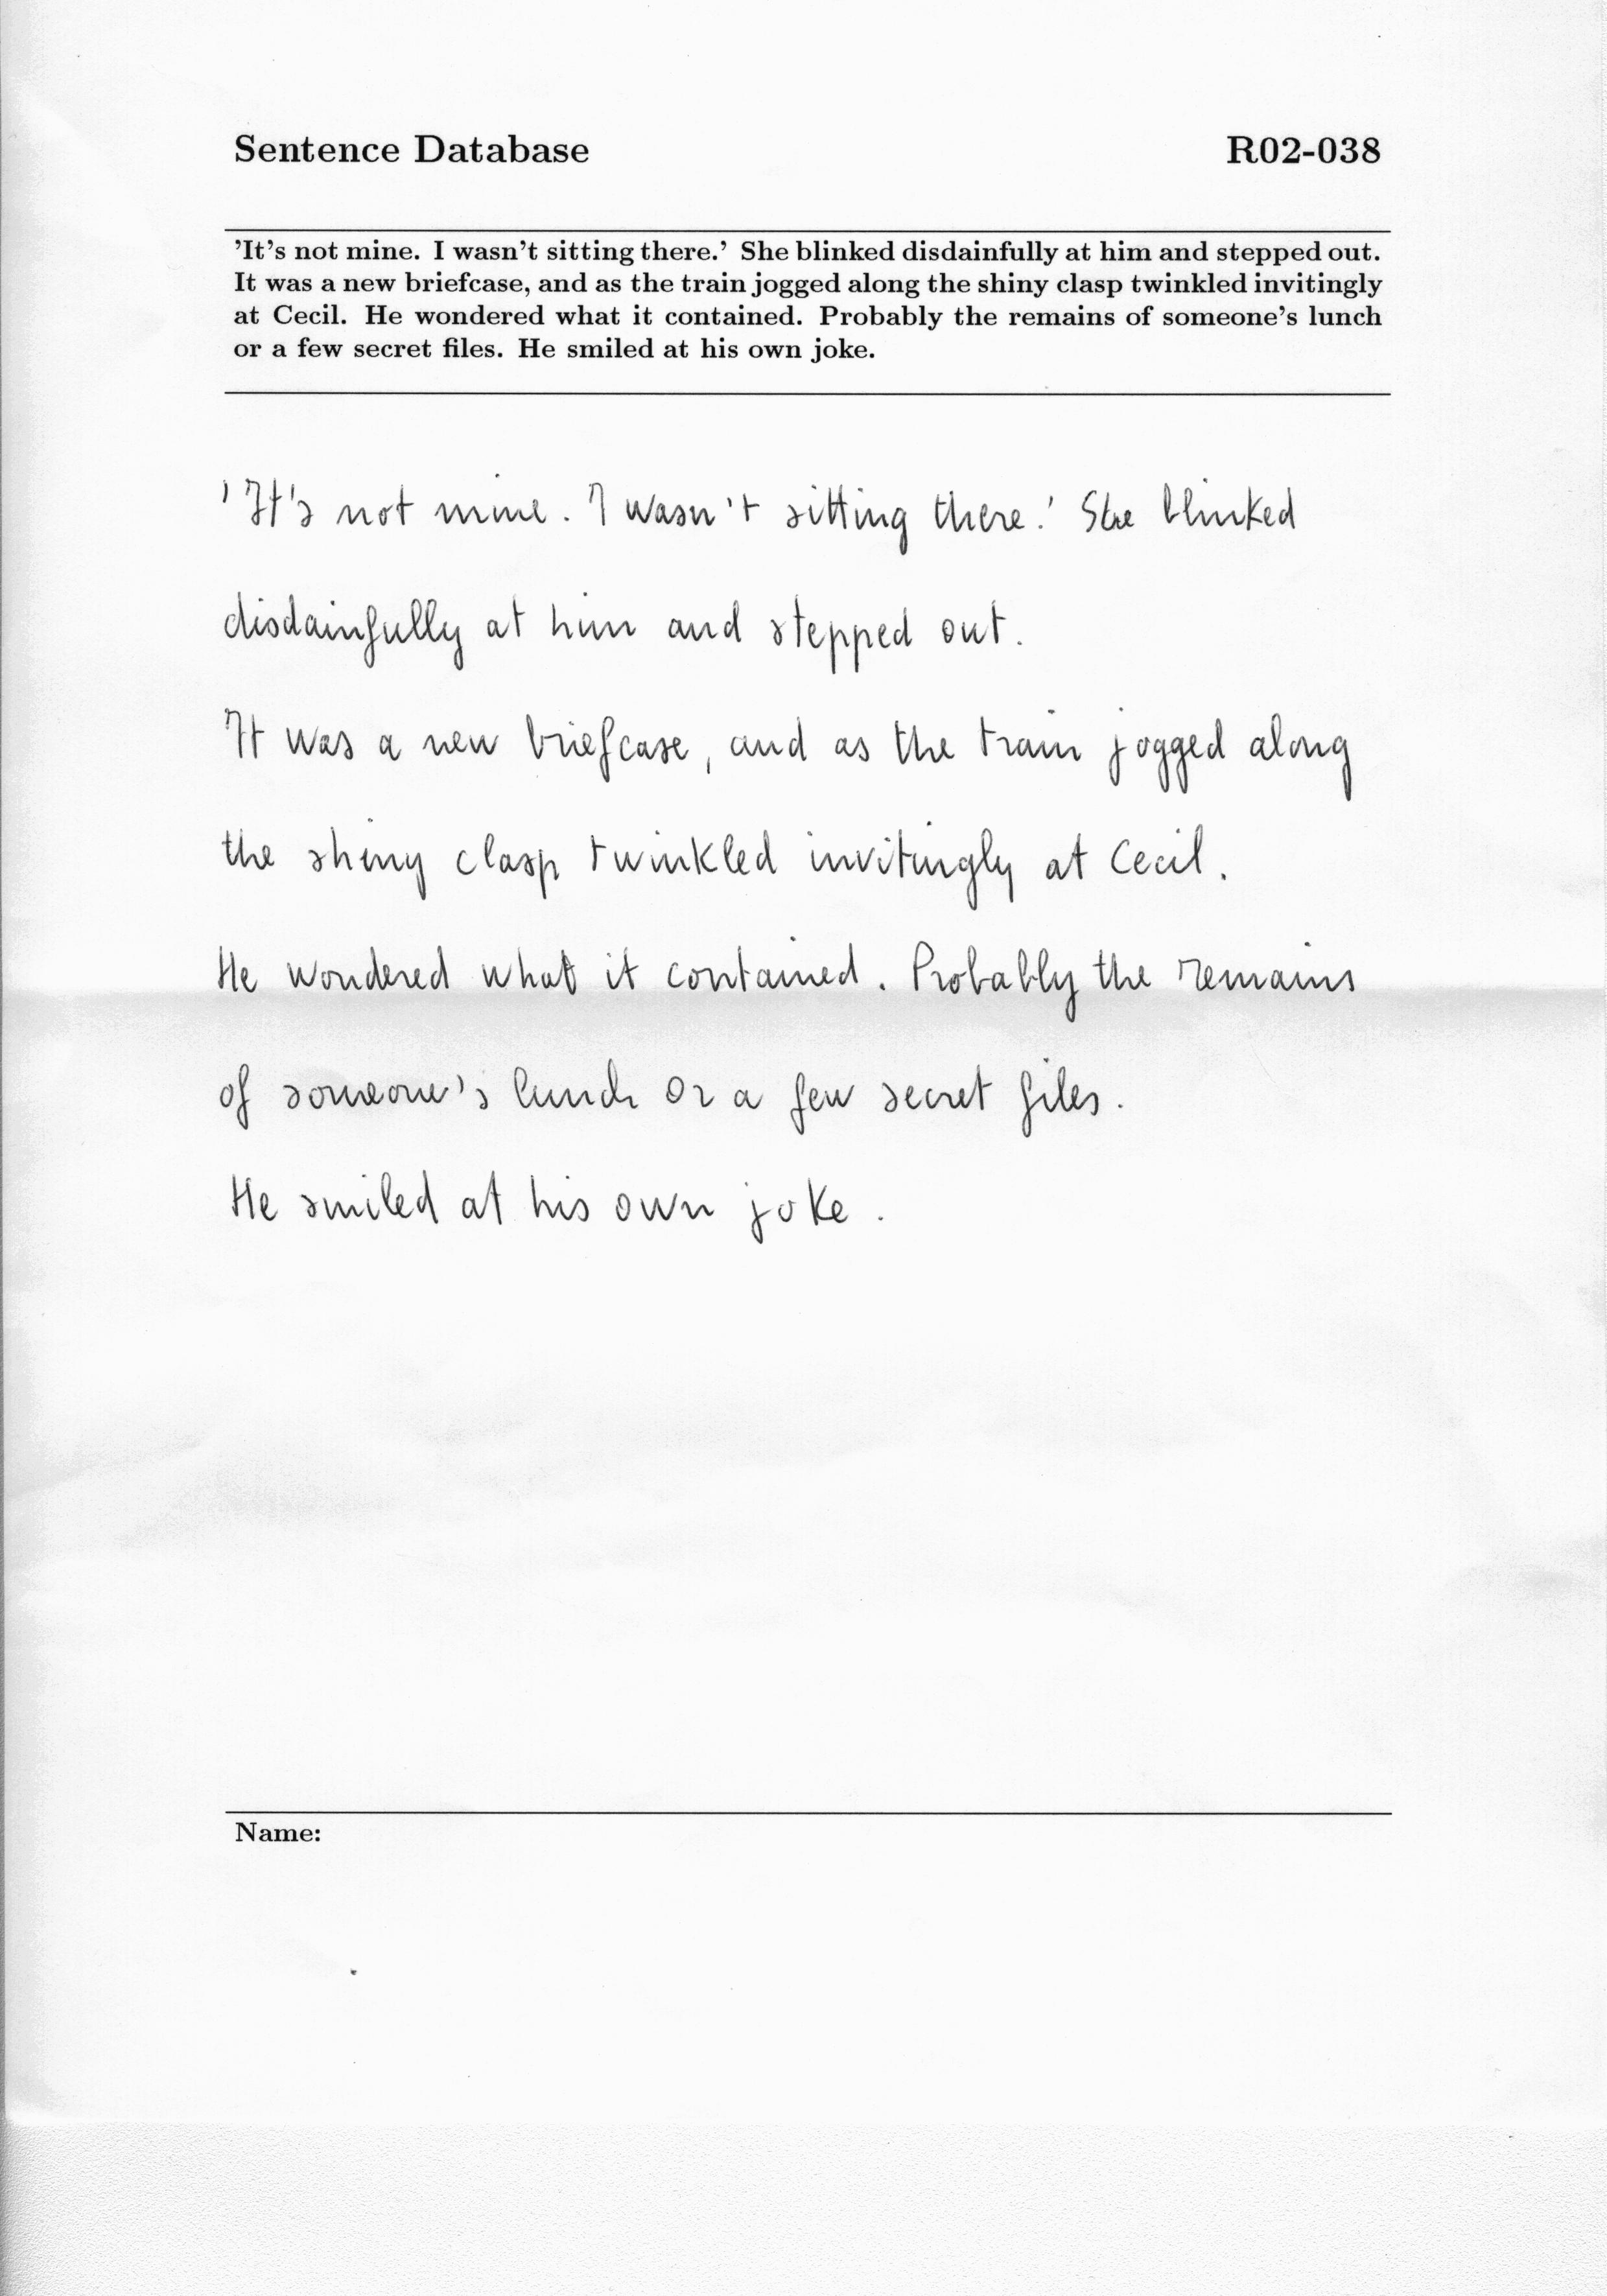 Sentence Database R02-038
'It's not mine. I wasn't sitting there.' She blinked disdainfully at him and stepped out.
It was a new briefcase, and as the train jogged along the shiny clasp twinkled invitingly
at Cecil. He wondered what it contained. Probably the remains of someone's lunch
or a few secret files. He smiled at his own joke.
'It's not mine. I wasn't sitting there.' She blinked
disdainfully at him and stepped out.
It was a new briefcase, and as the train jogged along
the shiny clasp twinkled invitingly at Cecil.
He wondered what it contained. Probably the remains
of someone's lunch or a few secret files.
He smiled at his own joke.
Name: